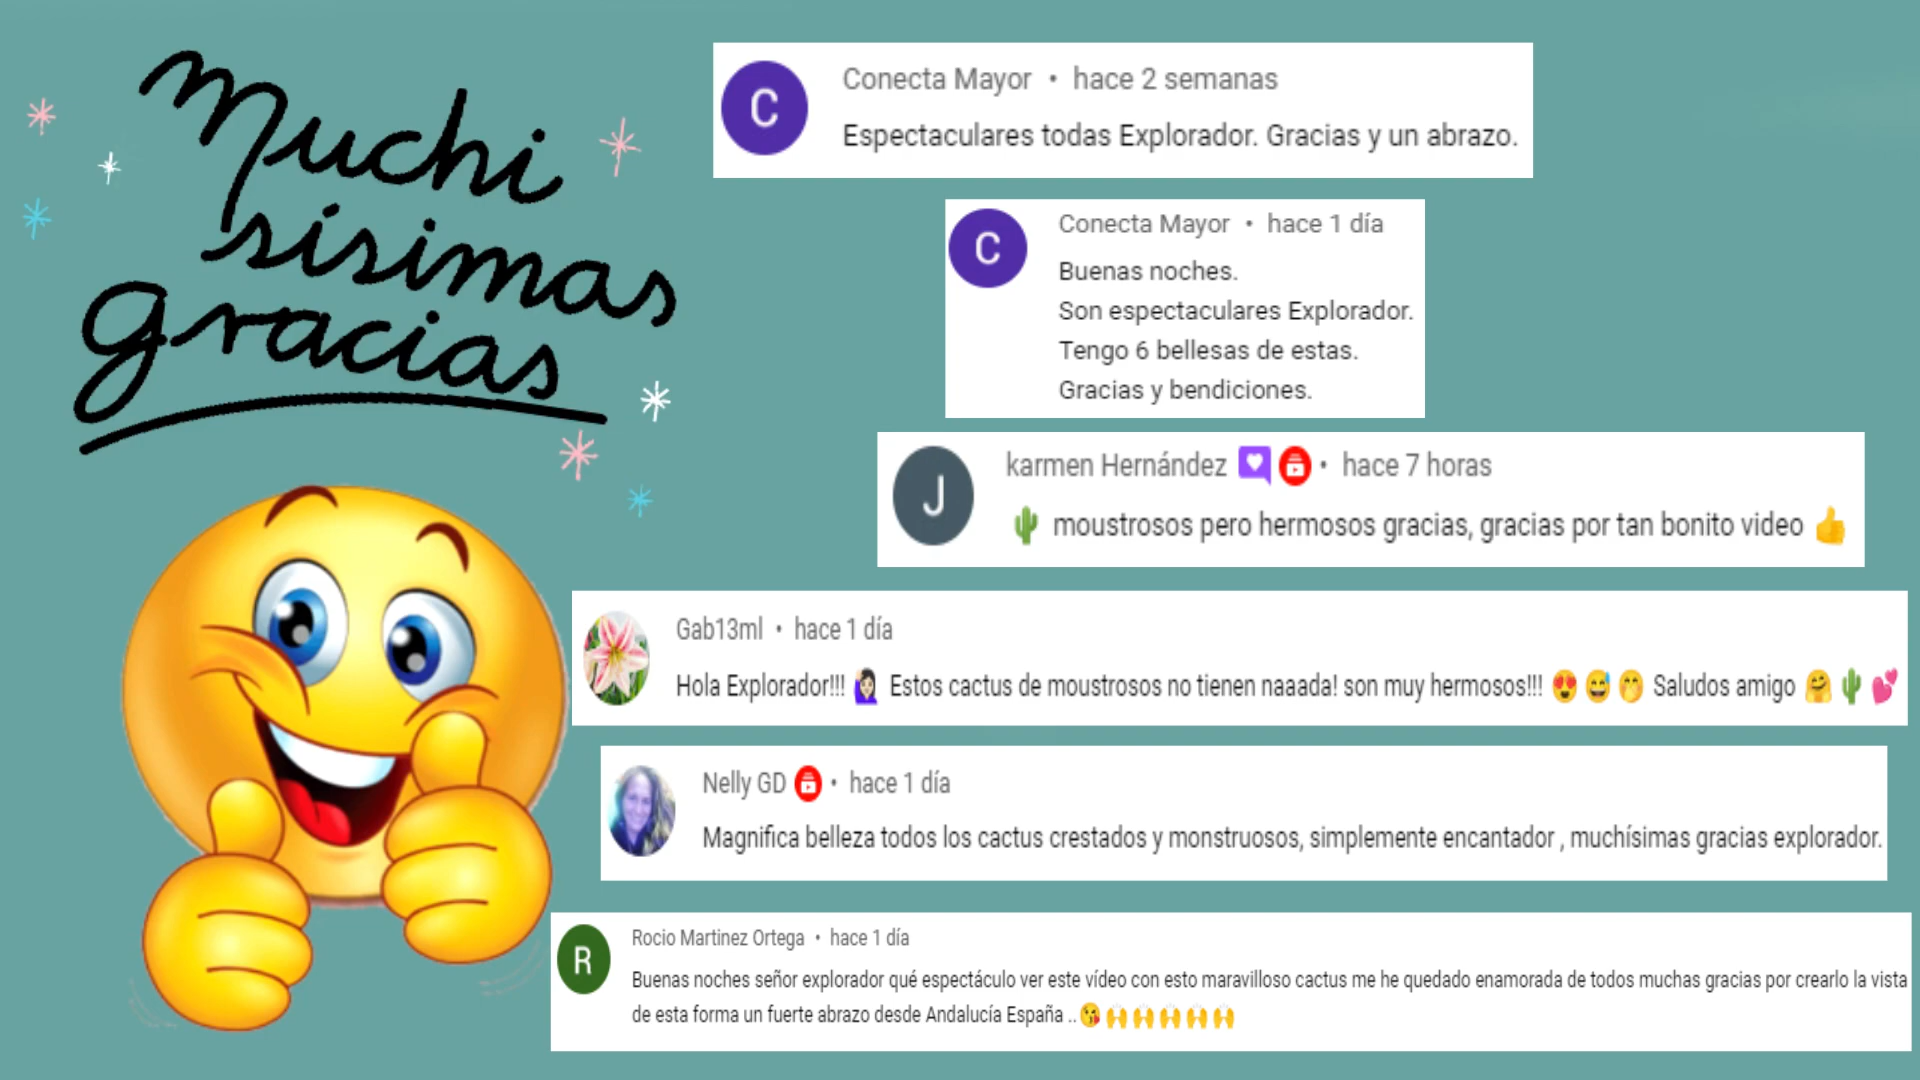 Muchi
sísimas
gracias
C
Conecta Mayor • hace 2 semanas
Espectaculares todas Explorador. Gracias y un abrazo.
C
Conecta Mayor • hace 1 día
Buenas noches.
Son espectaculares Explorador.
Tengo 6 bellesas de estas.
Gracias y bendiciones.
J
karmen Hernández • hace 7 horas
🌵 moustrosos pero hermosos gracias, gracias por tan bonito video 👍
Gab13ml • hace 1 día
Hola Explorador!!! 🙋🏻‍♀️ Estos cactus de moustrosos no tienen naaada! son muy hermosos!!! 😍😅🤭 Saludos amigo 🤗🌵💕
Nelly GD • hace 1 día
Magnifica belleza todos los cactus crestados y monstruosos, simplemente encantador , muchísimas gracias explorador.
R
Rocio Martinez Ortega • hace 1 día
Buenas noches señor explorador qué espectáculo ver este vídeo con esto maravilloso cactus me he quedado enamorada de todos muchas gracias por crearlo la vista
de esta forma un fuerte abrazo desde Andalucía España ..😘🙌🙌🙌🙌🙌